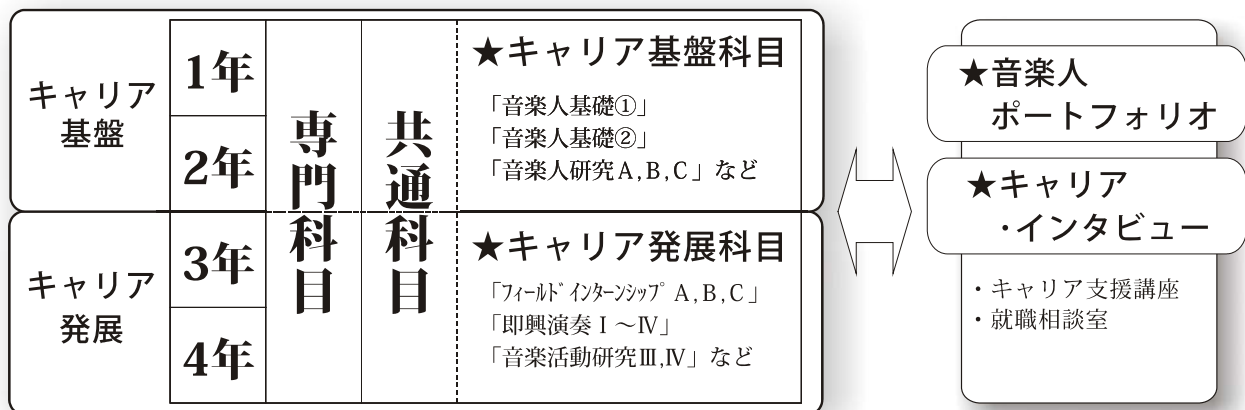 キャリア
基盤
1年
2年
キャリア
発展
3年
4年
専門科目
共通科目
★キャリア基盤科目
「音楽人基礎①」
「音楽人基礎②」
「音楽人研究A,B,C」など
★キャリア発展科目
「フィールドインターンシップ A,B,C」
「即興演奏Ⅰ～Ⅳ」
「音楽活動研究Ⅲ,Ⅳ」など
★音楽人
ポートフォリオ
★キャリア
・インタビュー
・キャリア支援講座
・就職相談室